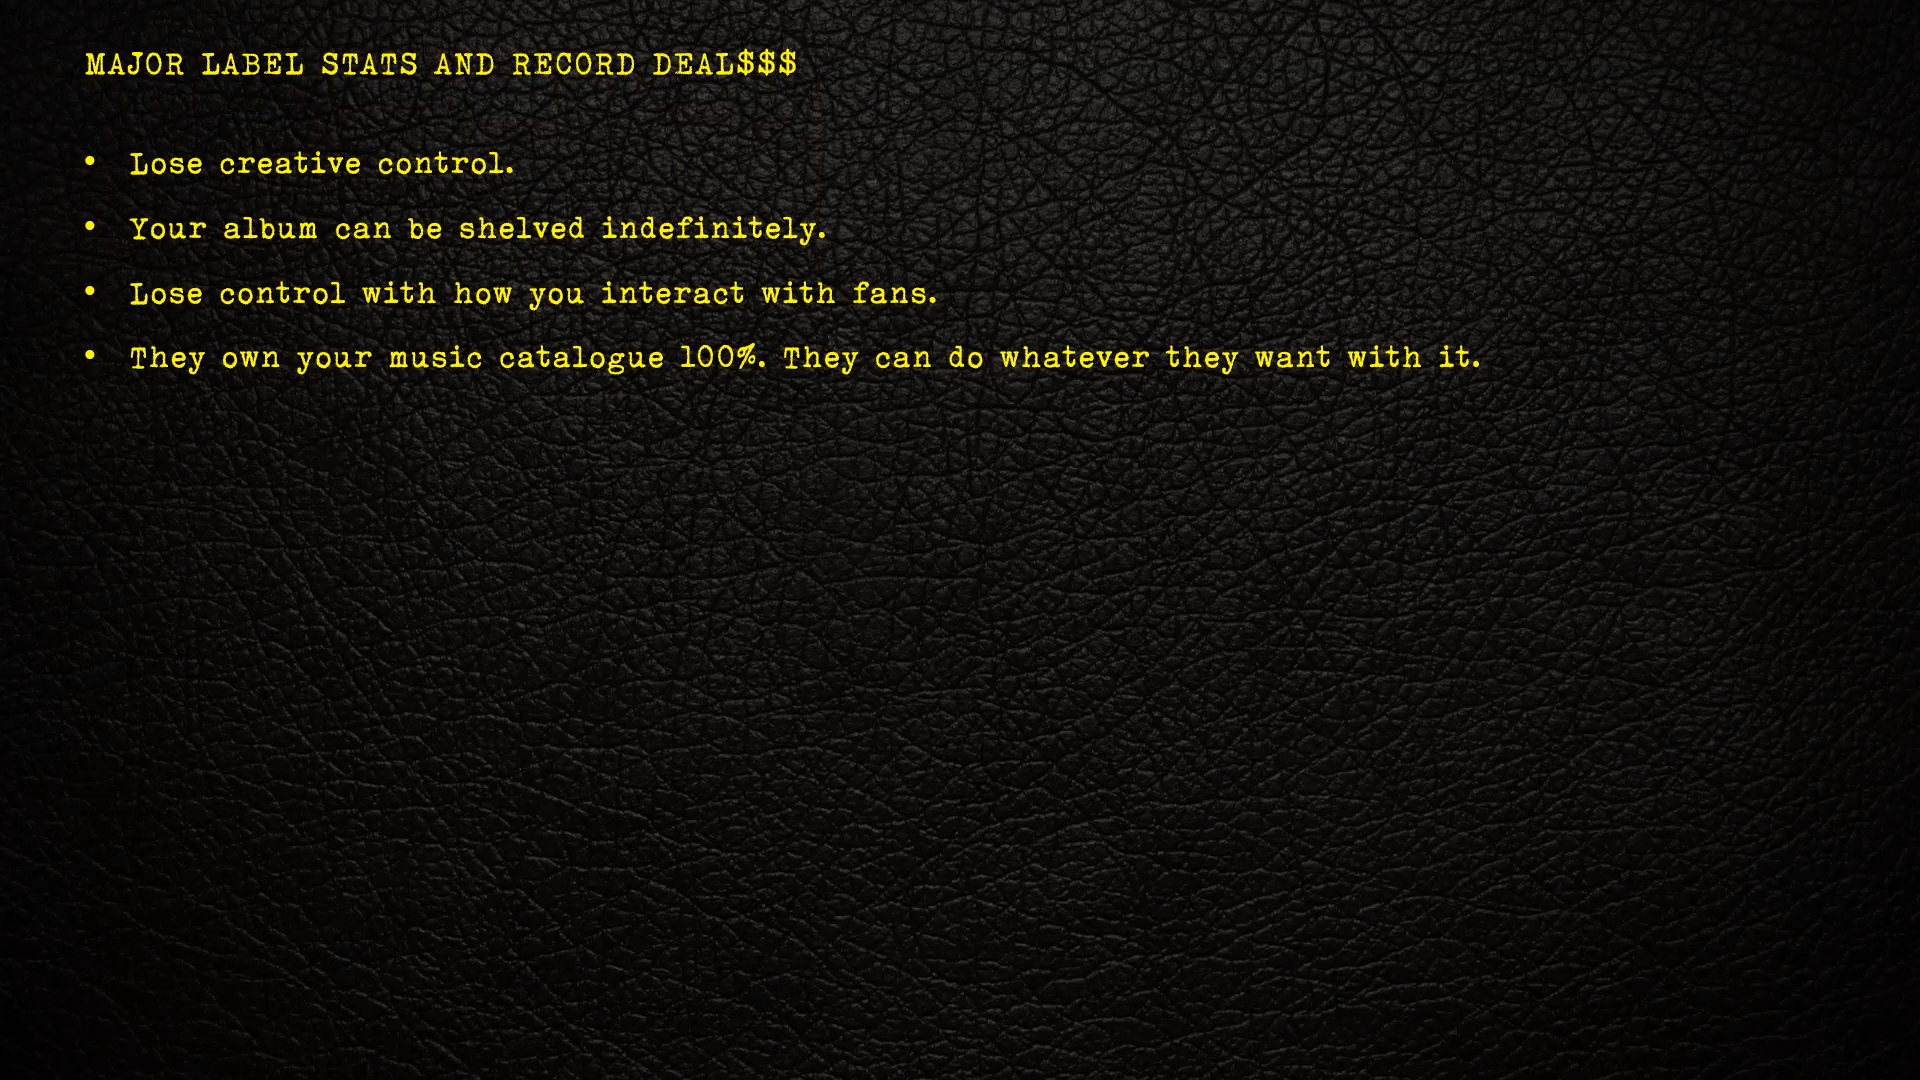 MAJOR LABEL STATS AND RECORD DEAL$$$
• Lose creative control.
• Your album can be shelved indefinitely.
• Lose control with how you interact with fans.
• They own your music catalogue 100%. They can do whatever they want with it.